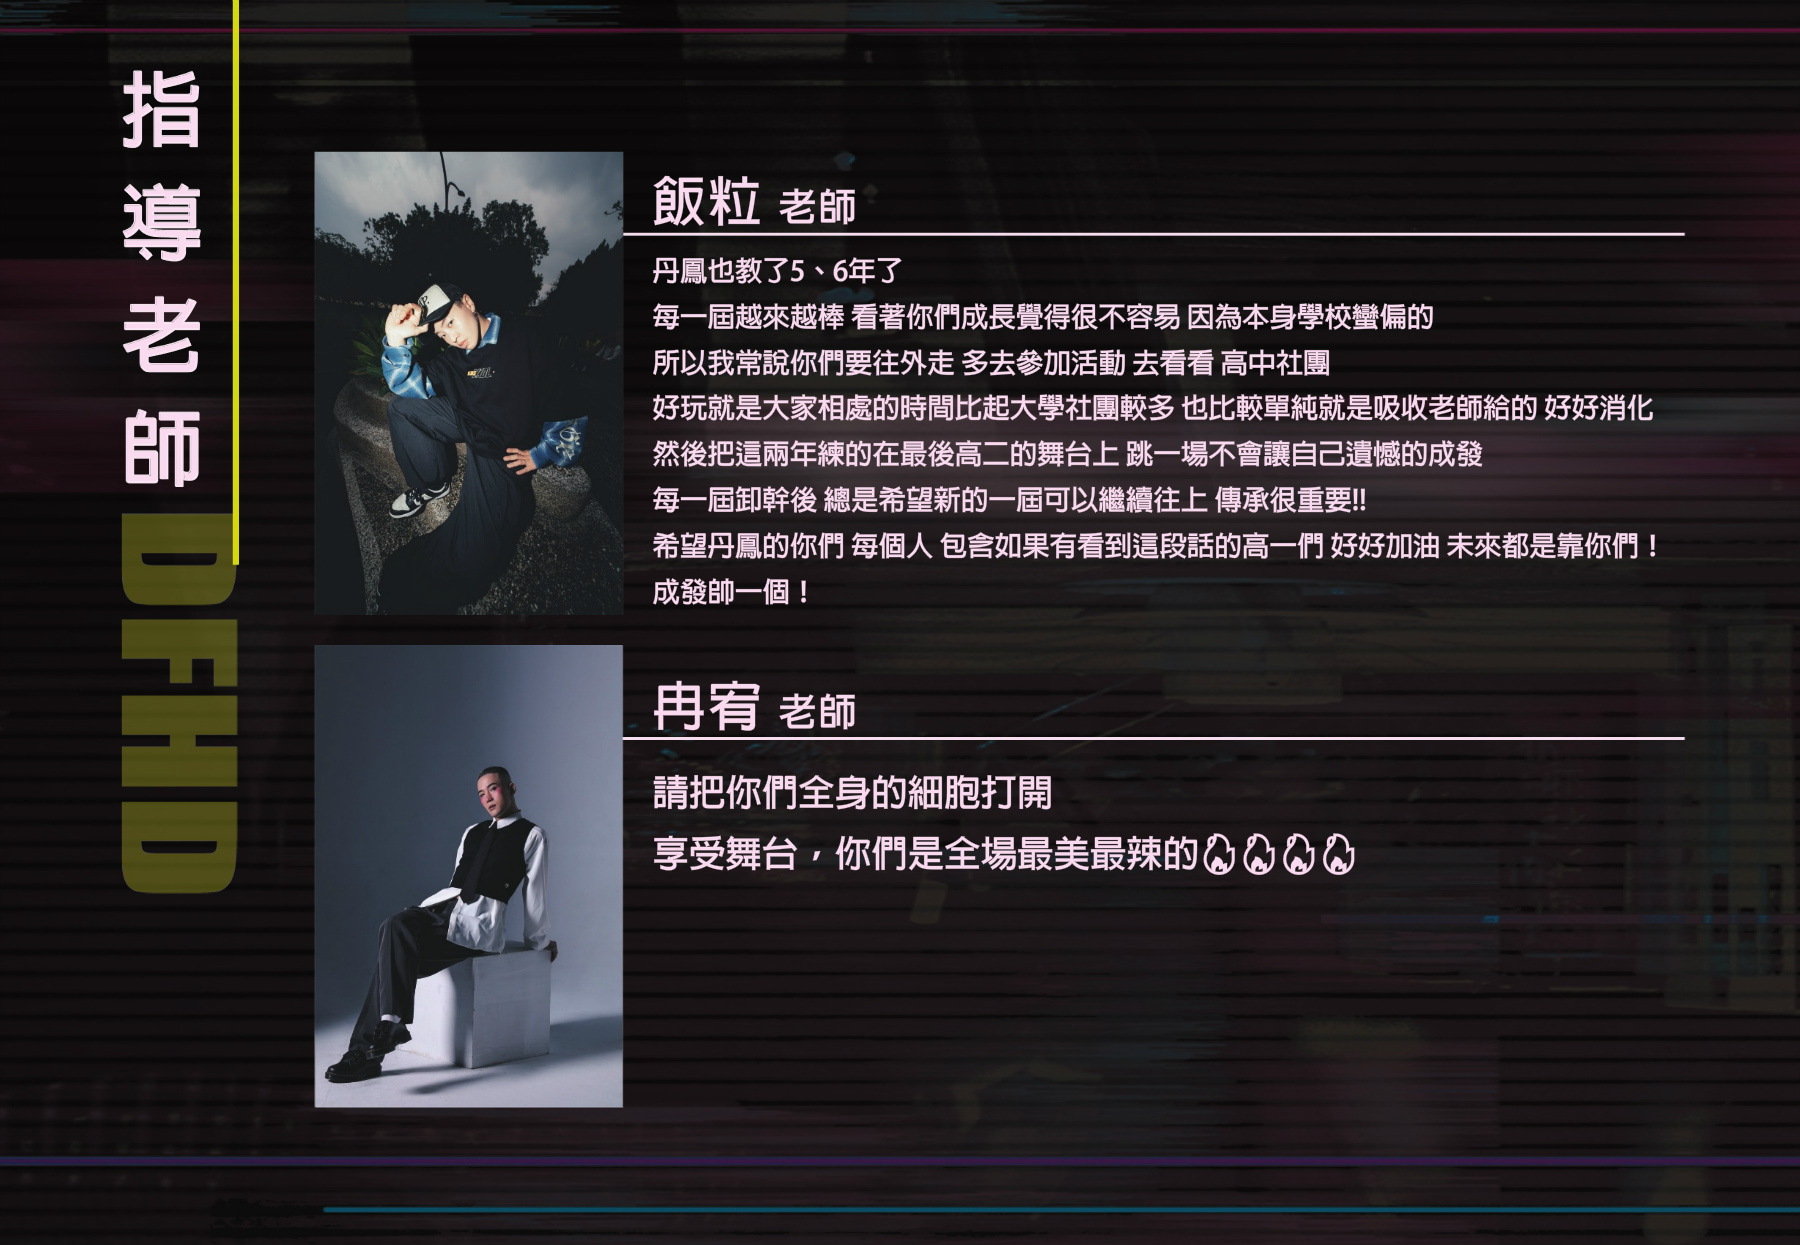 指導老師
DFHD
飯粒 老師
丹鳳也教了5、6年了
每一屆越來越棒 看著你們成長覺得很不容易 因為本身學校蠻偏的
所以我常說你們要往外走 多去參加活動 去看看 高中社團
好玩就是大家相處的時間比起大學社團較多 也比較單純就是吸收老師給的 好好消化
然後把這兩年練的在最後高二的舞台上 跳一場不會讓自己遺憾的成發
每一屆卸幹後 總是希望新的一屆可以繼續往上 傳承很重要!!
希望丹鳳的你們 每個人 包含如果有看到這段話的高一們 好好加油 未來都是靠你們！
成發帥一個！
冉宥 老師
請把你們全身的細胞打開
享受舞台，你們是全場最美最辣的🔥🔥🔥🔥